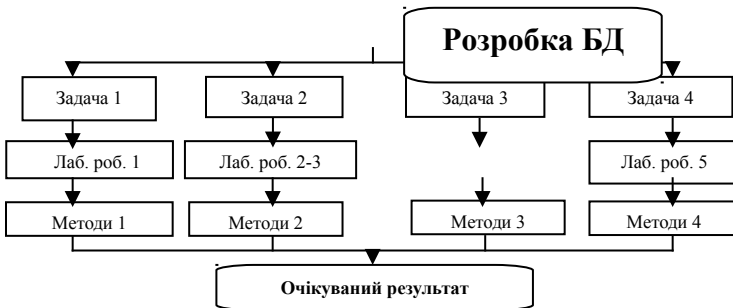 Розробка БД
Задача 1
Задача 2
Задача 3
Задача 4
Лаб. роб. 1
Лаб. роб. 2-3
Лаб. роб. 5
Методи 1
Методи 2
Методи 3
Методи 4
Очікуваний результат